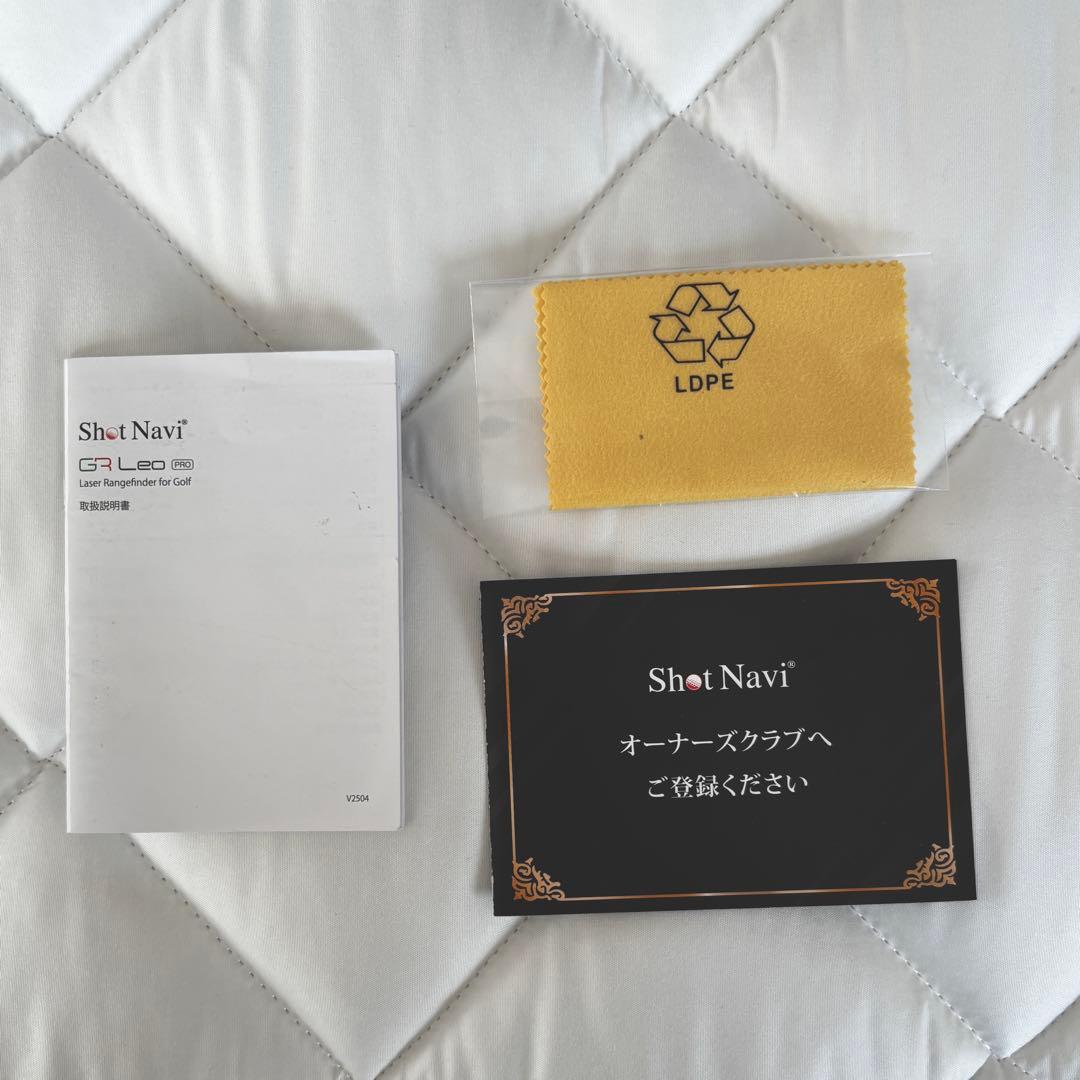 Shot Navi®
GR Leo PRO
Laser Rangefinder for Golf
取扱説明書
V2504
LDPE
Shot Navi®
オーナーズクラブへ
ご登録ください